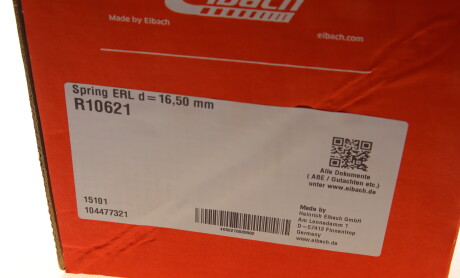 Eibach
Made by Eibach
eibach.com
Spring ERL d=16,50 mm
R10621
Alle Dokumente
( ABE / Gutachten etc.)
unter www.eibach.de
15101
104477321
Made by
Heinrich Eibach GmbH
Am Lennedamm 1
D-57413 Finnentrop
Germany
www.eibach.de